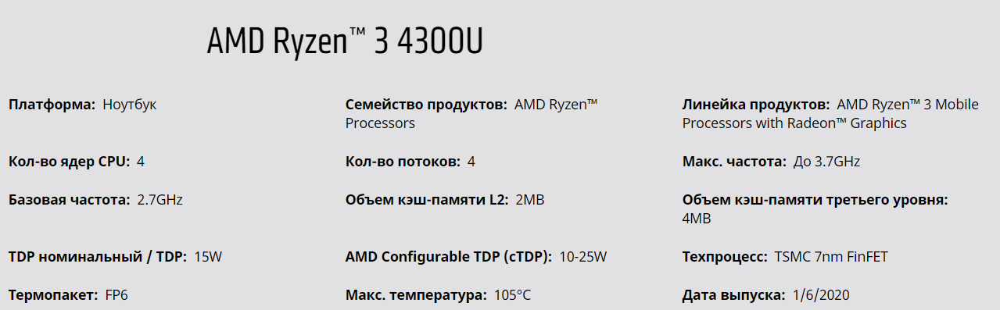 AMD Ryzen™ 3 4300U
Платформа: Ноутбук
Семейство продуктов: AMD Ryzen™
Processors
Линейка продуктов: AMD Ryzen™ 3 Mobile
Processors with Radeon™ Graphics
Кол-во ядер CPU: 4
Кол-во потоков: 4
Макс. частота: До 3.7GHz
Базовая частота: 2.7GHz
Объем кэш-памяти L2: 2MB
Объем кэш-памяти третьего уровня:
4MB
TDP номинальный / TDP: 15W
AMD Configurable TDP (cTDP): 10-25W
Техпроцесс: TSMC 7nm FinFET
Термопакет: FP6
Макс. температура: 105°C
Дата выпуска: 1/6/2020